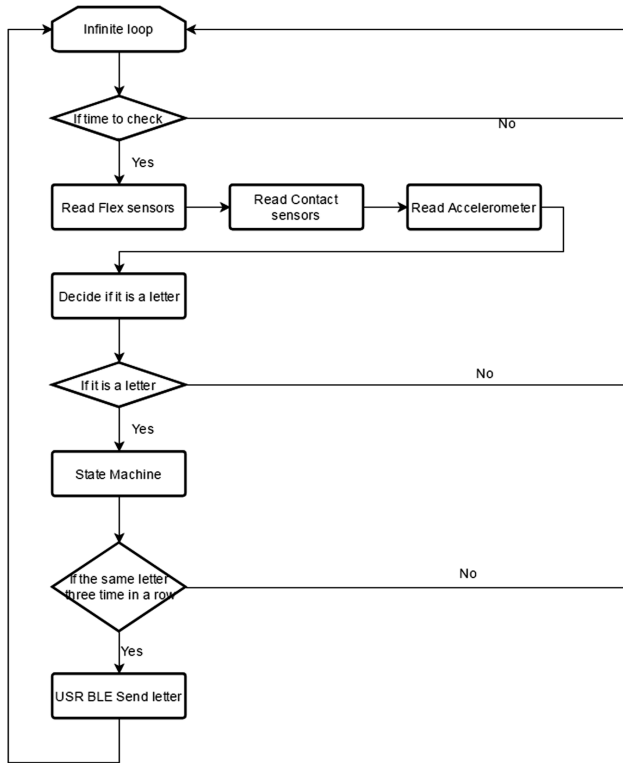 Infinite loop
If time to check
No
Yes
Read Flex sensors
Read Contact
sensors
Read Accelerometer
Decide if it is a letter
If it is a letter
No
Yes
State Machine
If the same letter
three time in a row
No
Yes
USR BLE Send letter